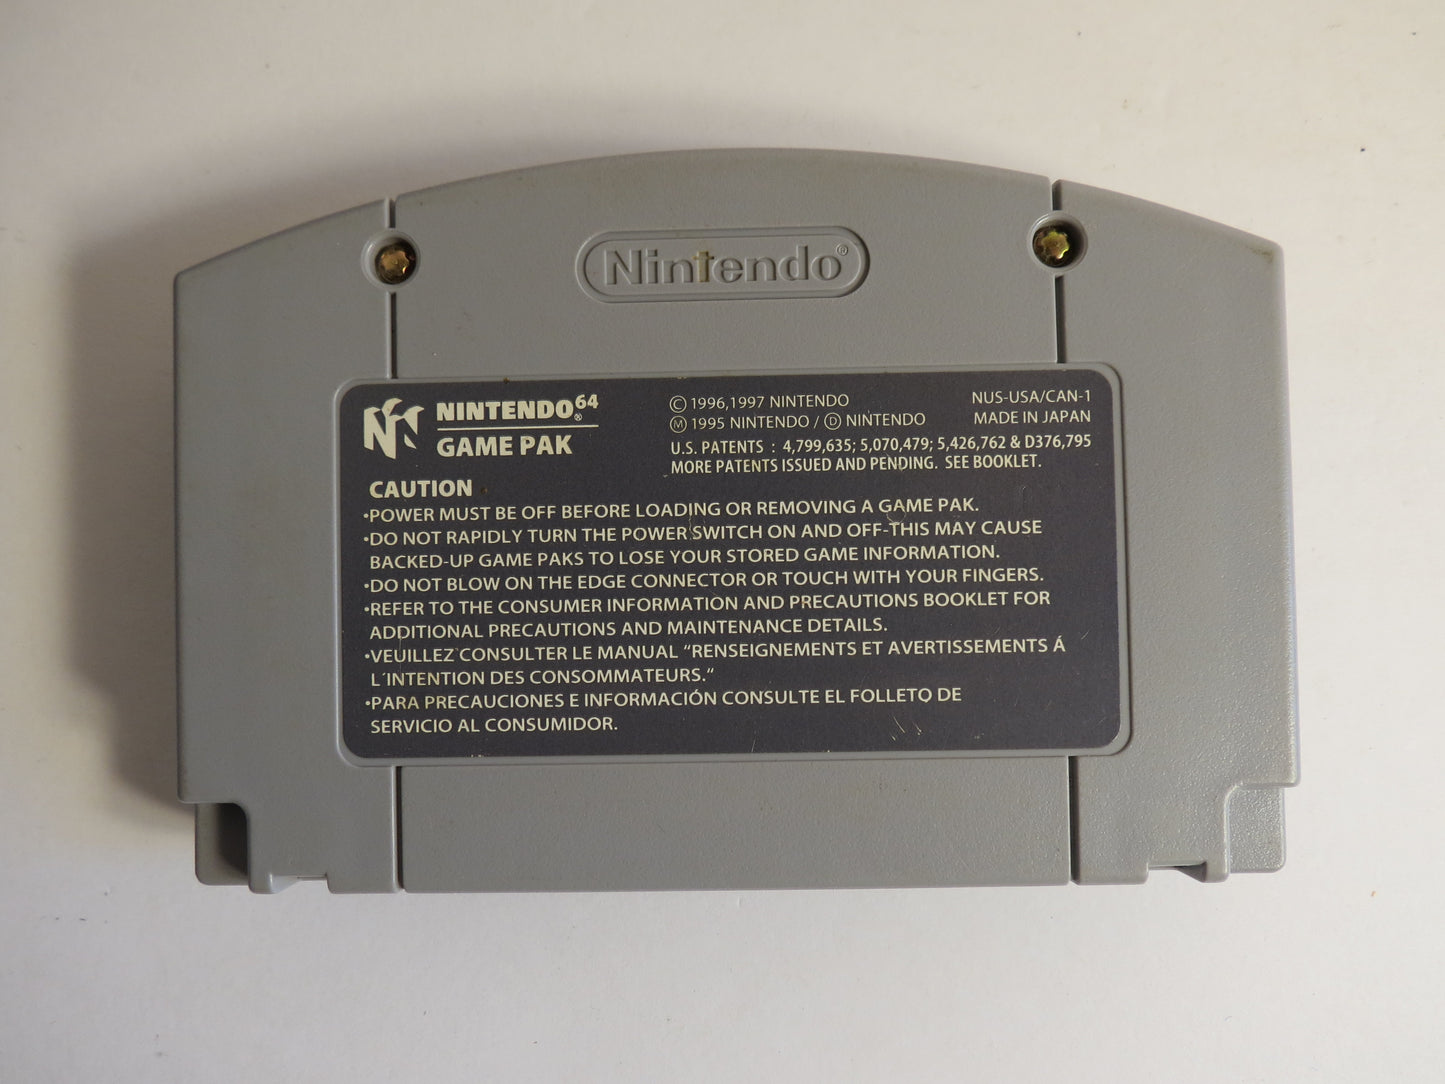 Nintendo®
NINTENDO®64
GAME PAK
© 1996,1997 NINTENDO
Ⓜ 1995 NINTENDO / Ⓓ NINTENDO
NUS-USA/CAN-1
MADE IN JAPAN
U.S. PATENTS : 4,799,635; 5,070,479; 5,426,762 & D376,795
MORE PATENTS ISSUED AND PENDING. SEE BOOKLET.
CAUTION
•POWER MUST BE OFF BEFORE LOADING OR REMOVING A GAME PAK.
•DO NOT RAPIDLY TURN THE POWER SWITCH ON AND OFF-THIS MAY CAUSE
BACKED-UP GAME PAKS TO LOSE YOUR STORED GAME INFORMATION.
•DO NOT BLOW ON THE EDGE CONNECTOR OR TOUCH WITH YOUR FINGERS.
•REFER TO THE CONSUMER INFORMATION AND PRECAUTIONS BOOKLET FOR
ADDITIONAL PRECAUTIONS AND MAINTENANCE DETAILS.
•VEUILLEZ CONSULTER LE MANUAL "RENSEIGNEMENTS ET AVERTISSEMENTS Á
L´INTENTION DES CONSOMMATEURS."
•PARA PRECAUCIONES E INFORMACIÓN CONSULTE EL FOLLETO DE
SERVICIO AL CONSUMIDOR.